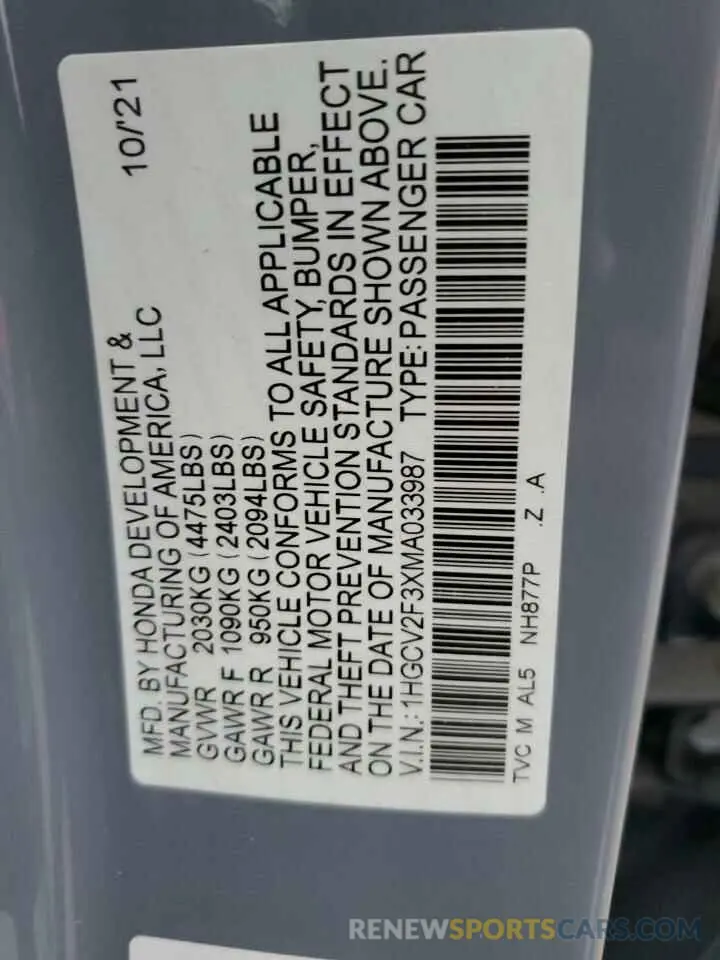 MFD. BY HONDA DEVELOPMENT & 10/'21
MANUFACTURING OF AMERICA, LLC
GVWR 2030KG (4475LBS)
GAWR F 1090KG (2403LBS)
GAWR R 950KG (2094LBS)
THIS VEHICLE CONFORMS TO ALL APPLICABLE
FEDERAL MOTOR VEHICLE SAFETY, BUMPER,
AND THEFT PREVENTION STANDARDS IN EFFECT
ON THE DATE OF MANUFACTURE SHOWN ABOVE.
V.I.N.: 1HGCV2F3XMA033987 TYPE: PASSENGER CAR
TVC M AL5 NH877P .Z .A
RENEWSPORTSCARS.COM